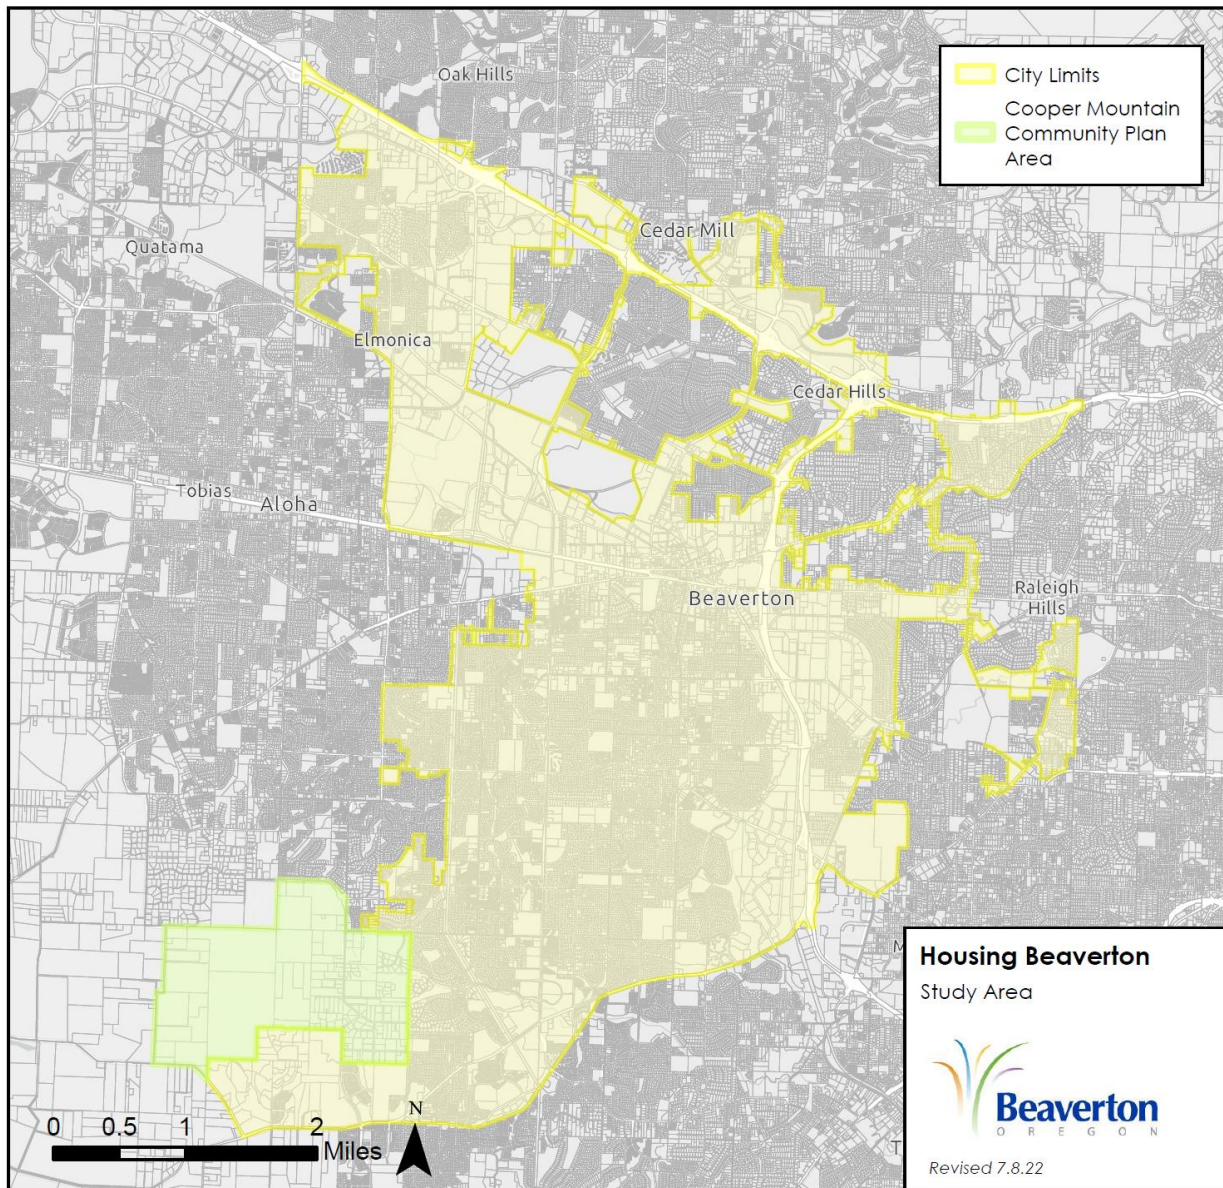 Oak Hills
City Limits
Cooper Mountain
Community Plan
Area
Cedar Mill
Quatama
Elmonica
Cedar Hills
Tobias
Aloha
Beaverton
Raleigh
Hills
M
Housing Beaverton
Study Area
Beaverton
OREGON
Revised 7.8.22
N
0 0.5 1 2
Miles
T